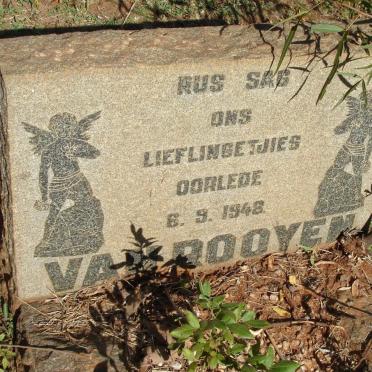 RUS SAG
ONS
LIEFLINGETJIES
OORLEDE
6. 9. 1948.
VAN ROOYEN